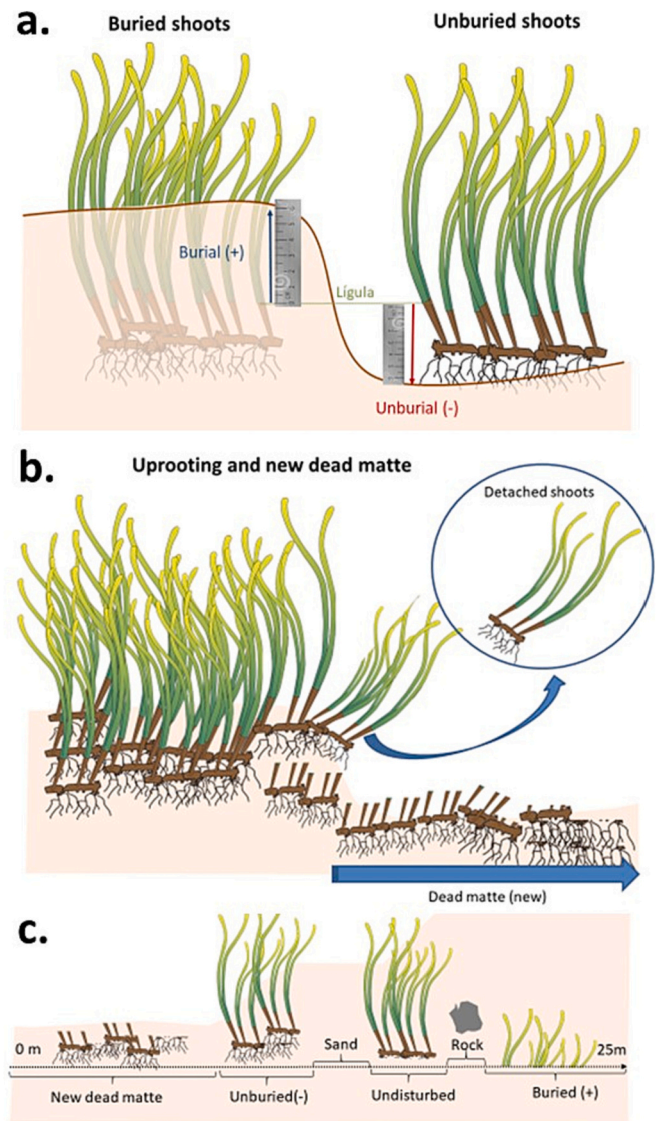 a.
Buried shoots
Unburied shoots
Burial (+)
Lígula
Unburial (-)
b.
Uprooting and new dead matte
Detached shoots
Dead matte (new)
c.
0 m
Sand
Rock
25m
New dead matte
Unburied(-)
Undisturbed
Buried (+)